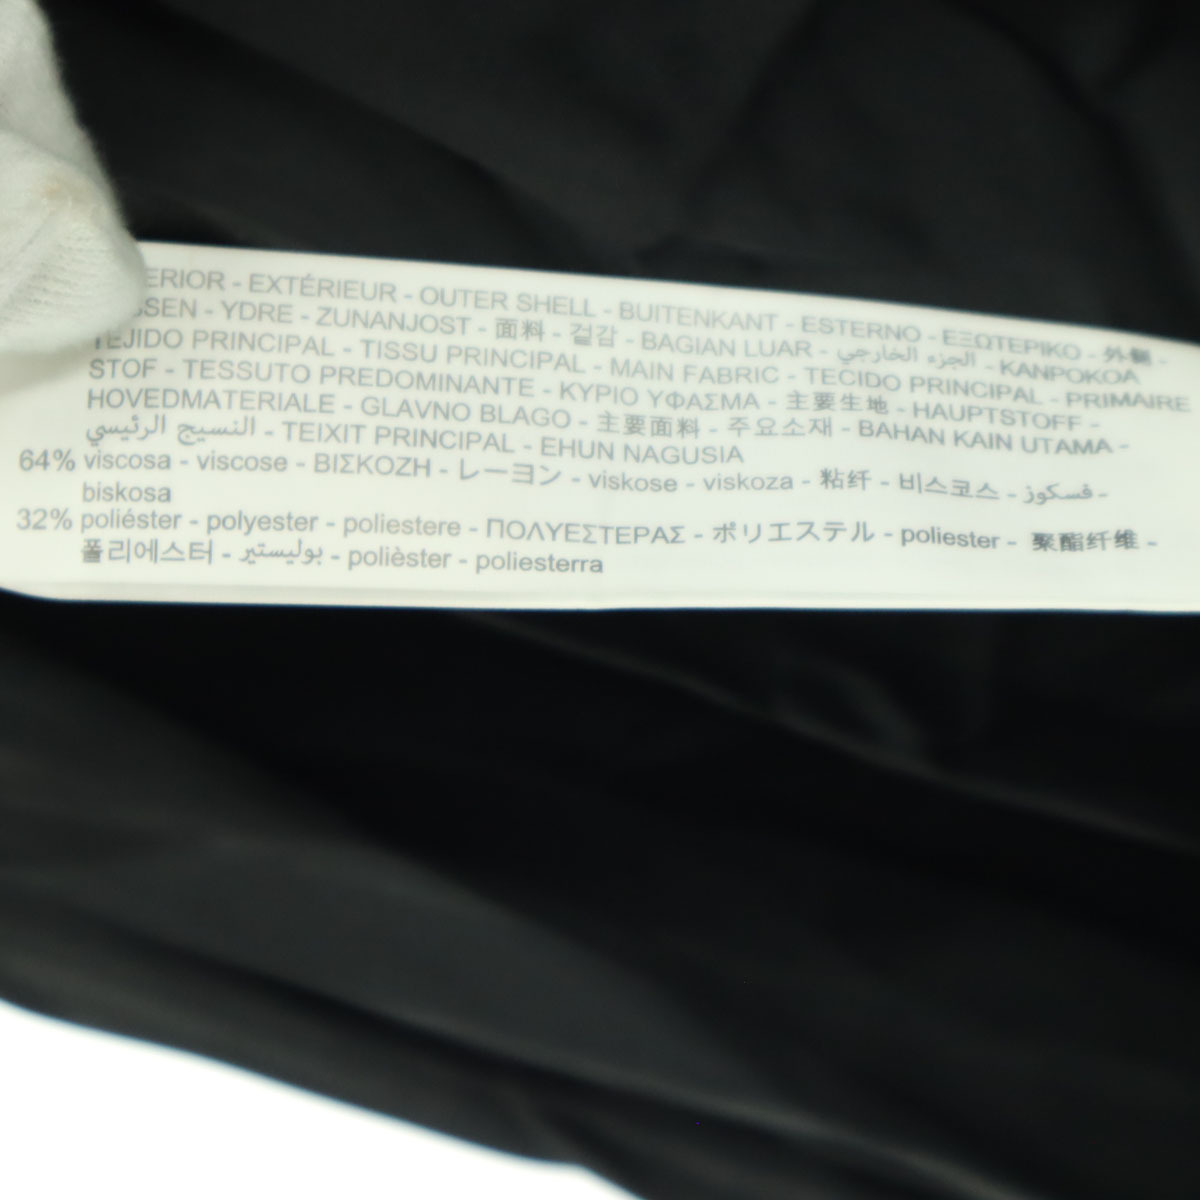 ERIOR - EXTÉRIEUR - OUTER SHELL - BUITENKANT - ESTERNO - ΕΞΩΤΕΡΙΚΟ - 外側 -
SSEN - YDRE - ZUNANJOST - 面料 - 겉감 - BAGIAN LUAR - الجزء الخارجي - KANPOKOA
TEJIDO PRINCIPAL - TISSU PRINCIPAL - MAIN FABRIC - TECIDO PRINCIPAL - PRIMAIRE
STOF - TESSUTO PREDOMINANTE - ΚΥΡΙΟ ΥΦΑΣΜΑ - 主要生地 - HAUPTSTOFF -
HOVEDMATERIALE - GLAVNO BLAGO - 主要面料 - 주요소재 - BAHAN KAIN UTAMA -
النسيج الرئيسي - TEIXIT PRINCIPAL - EHUN NAGUSIA
64% viscosa - viscose - ΒΙΣΚΟΖΗ - レーヨン - viskose - viskoza - 粘纤 - 비스코스 - فسكوز -
biskosa
32% poliéster - polyester - poliestere - ΠΟΛΥΕΣΤΕΡΑΣ - ポリエステル - poliester - 聚酯纤维 -
폴리에스터 - بوليستير - polièster - poliesterra